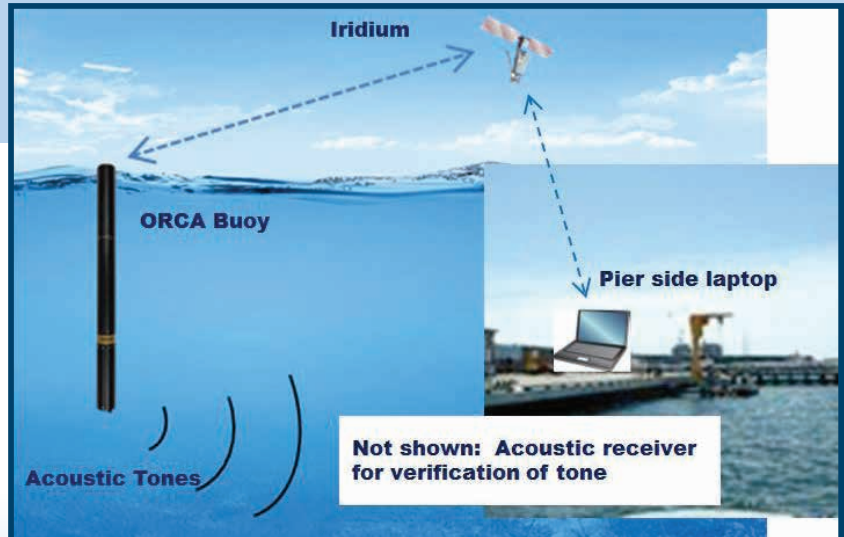 Iridium
ORCA Buoy
Pier side laptop
Acoustic Tones
Not shown: Acoustic receiver
for verification of tone